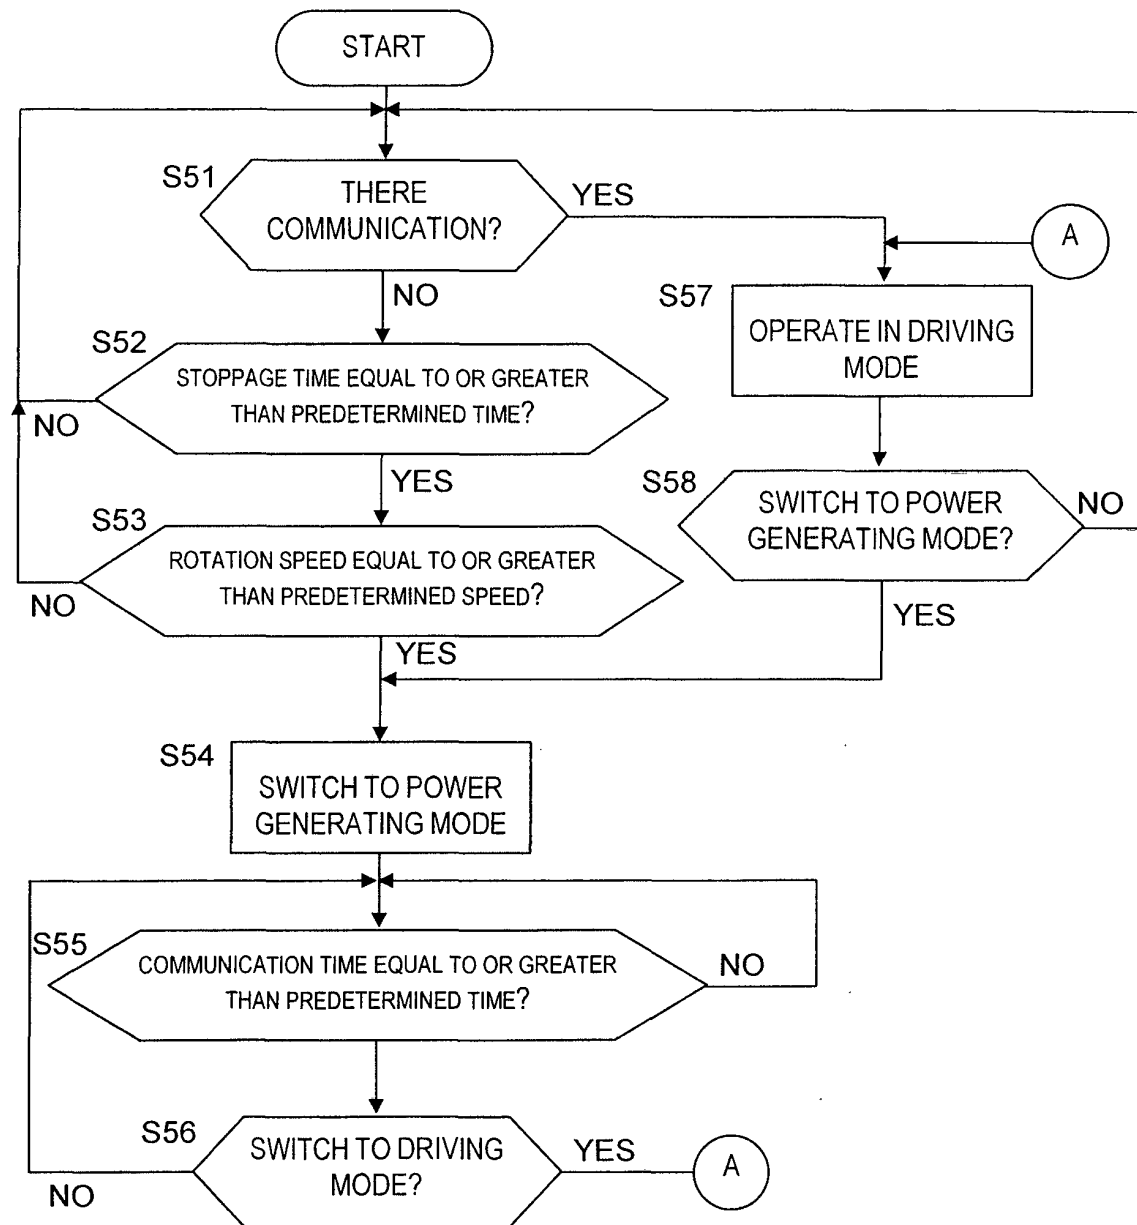 START
S51
THERE
COMMUNICATION?
YES
A
NO
S57
OPERATE IN DRIVING
MODE
S52
STOPPAGE TIME EQUAL TO OR GREATER
THAN PREDETERMINED TIME?
NO
YES
S58
SWITCH TO POWER
GENERATING MODE?
NO
S53
ROTATION SPEED EQUAL TO OR GREATER
THAN PREDETERMINED SPEED?
NO
YES
YES
S54
SWITCH TO POWER
GENERATING MODE
S55
COMMUNICATION TIME EQUAL TO OR GREATER
THAN PREDETERMINED TIME?
NO
S56
SWITCH TO DRIVING
MODE?
YES
A
NO